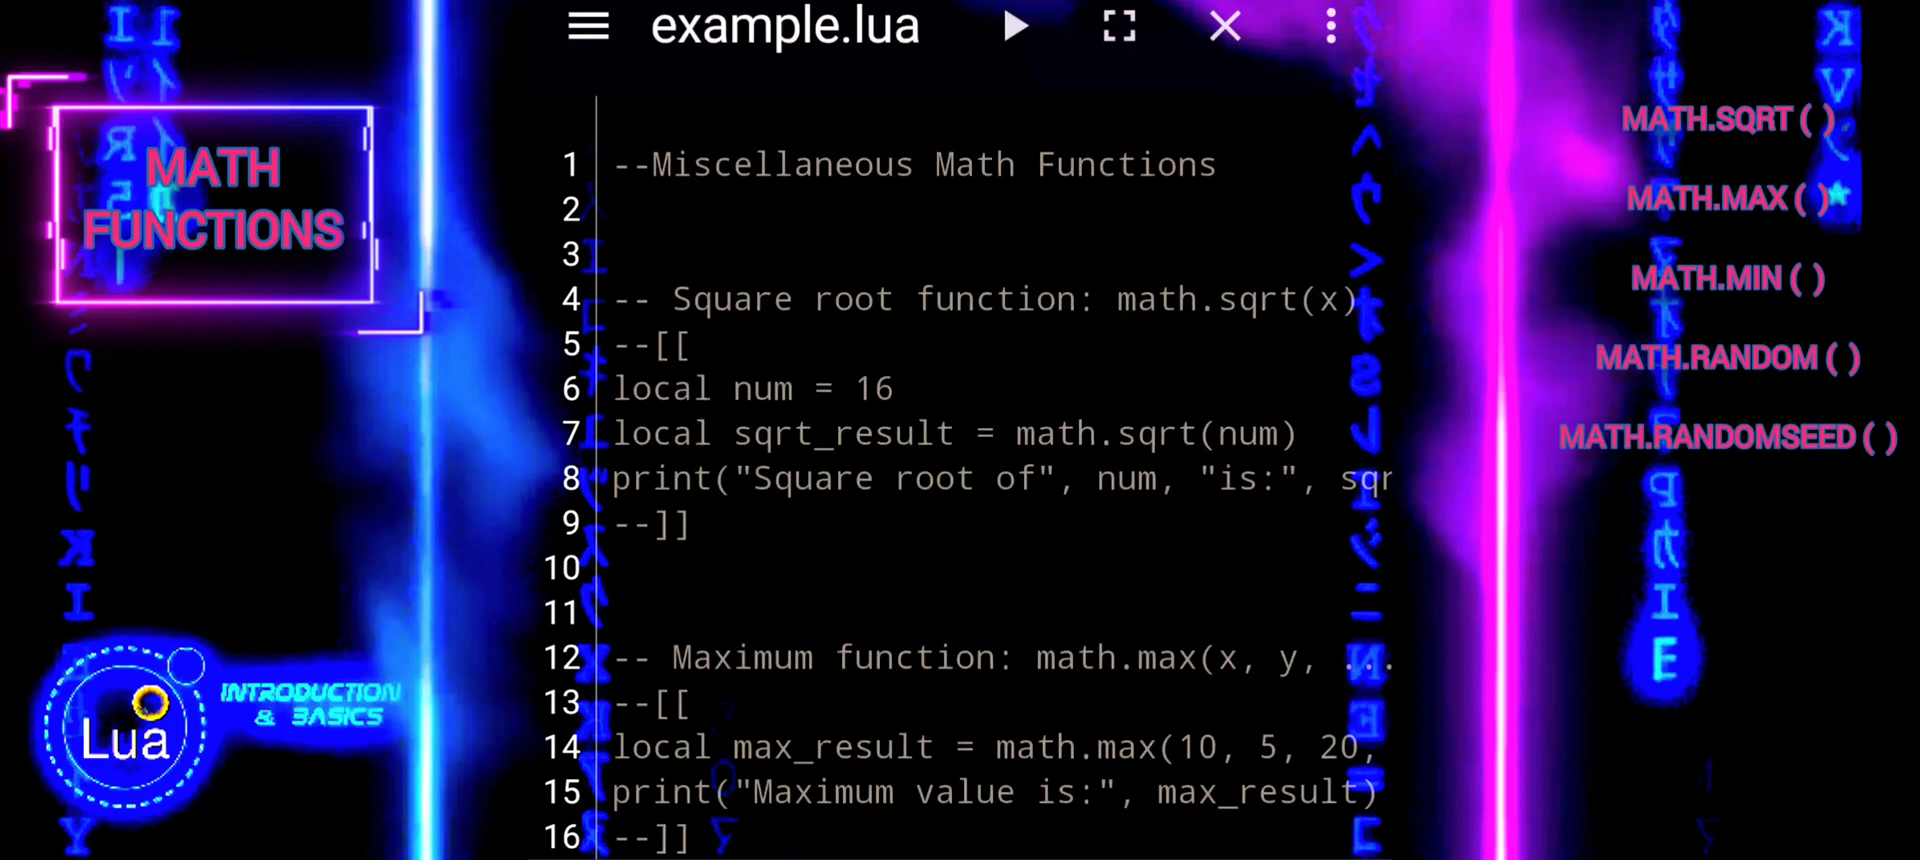 MATH
FUNCTIONS
Lua
INTRODUCTION
& BASICS
example.lua
1 --Miscellaneous Math Functions
2
3
4 -- Square root function: math.sqrt(x)
5 --[[
6 local num = 16
7 local sqrt_result = math.sqrt(num)
8 print("Square root of", num, "is:", sqr
9 --]]
10
11
12 -- Maximum function: math.max(x, y, ...
13 --[[
14 local max_result = math.max(10, 5, 20,
15 print("Maximum value is:", max_result)
16 --]]
MATH.SQRT ( )
MATH.MAX ( )
MATH.MIN ( )
MATH.RANDOM ( )
MATH.RANDOMSEED ( )